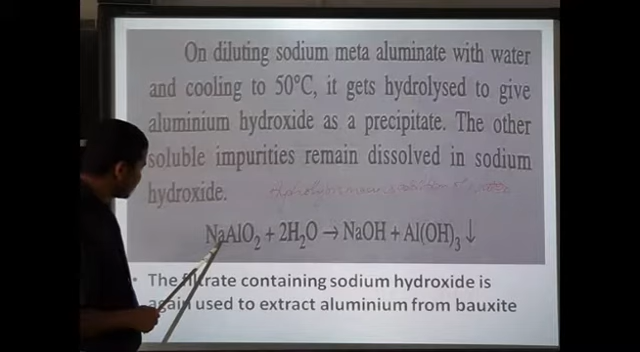 On diluting sodium meta aluminate with water
and cooling to 50°C, it gets hydrolysed to give
aluminium hydroxide as a precipitate. The other
soluble impurities remain dissolved in sodium
hydroxide.
NaAlO₂ + 2H₂O → NaOH + Al(OH)₃ ↓
• The filtrate containing sodium hydroxide is
again used to extract aluminium from bauxite